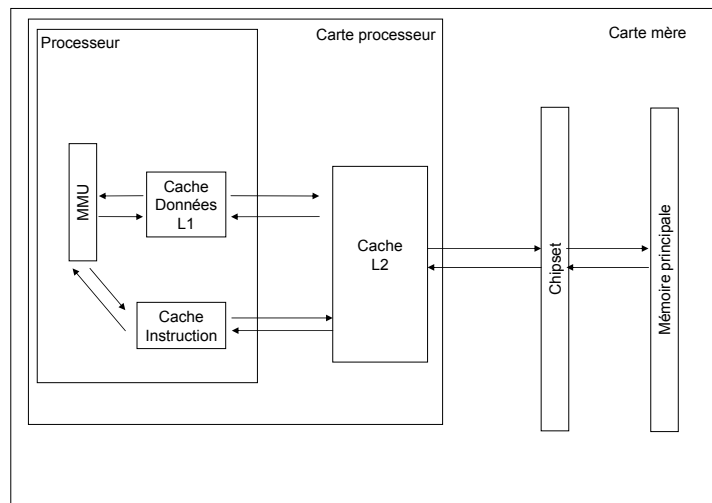 Processeur
Carte processeur
Carte mère
MMU
Cache
Données
L1
Cache
Instruction
Cache
L2
Chipset
Mémoire principale